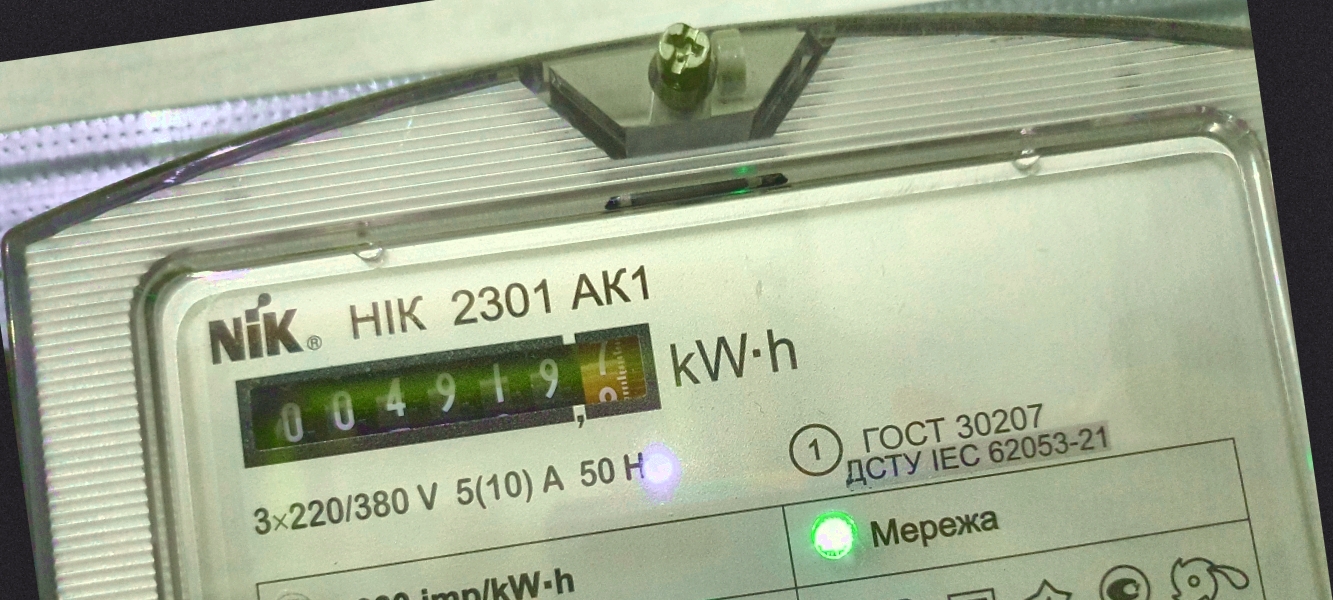 NiK® НІК 2301 АК1
004919,7 kW·h
3×220/380 V 5(10) A 50 H
1 ГОСТ 30207
ДСТУ IEC 62053-21
Мережа
imp/kW·h